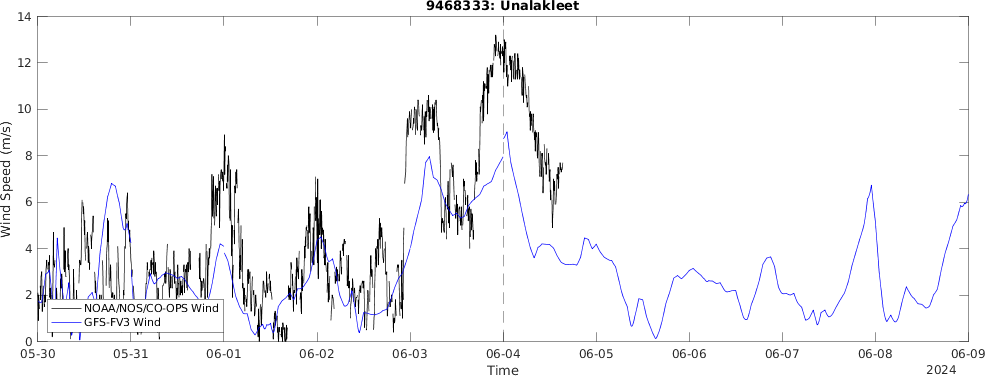 9468333: Unalakleet
14
12
10
8
6
4
2
0
Wind Speed (m/s)
NOAA/NOS/CO-OPS Wind
GFS-FV3 Wind
05-30 05-31 06-01 06-02 06-03 06-04 06-05 06-06 06-07 06-08 06-09
Time
2024